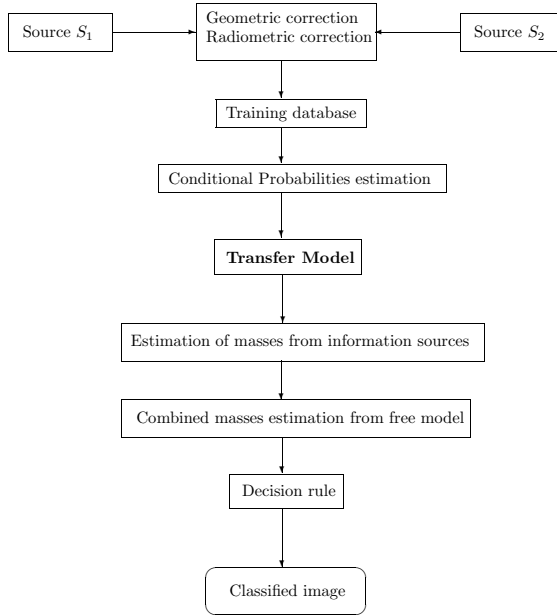 Source S₁
Geometric correction
Radiometric correction
Source S₂
Training database
Conditional Probabilities estimation
Transfer Model
Estimation of masses from information sources
Combined masses estimation from free model
Decision rule
Classified image